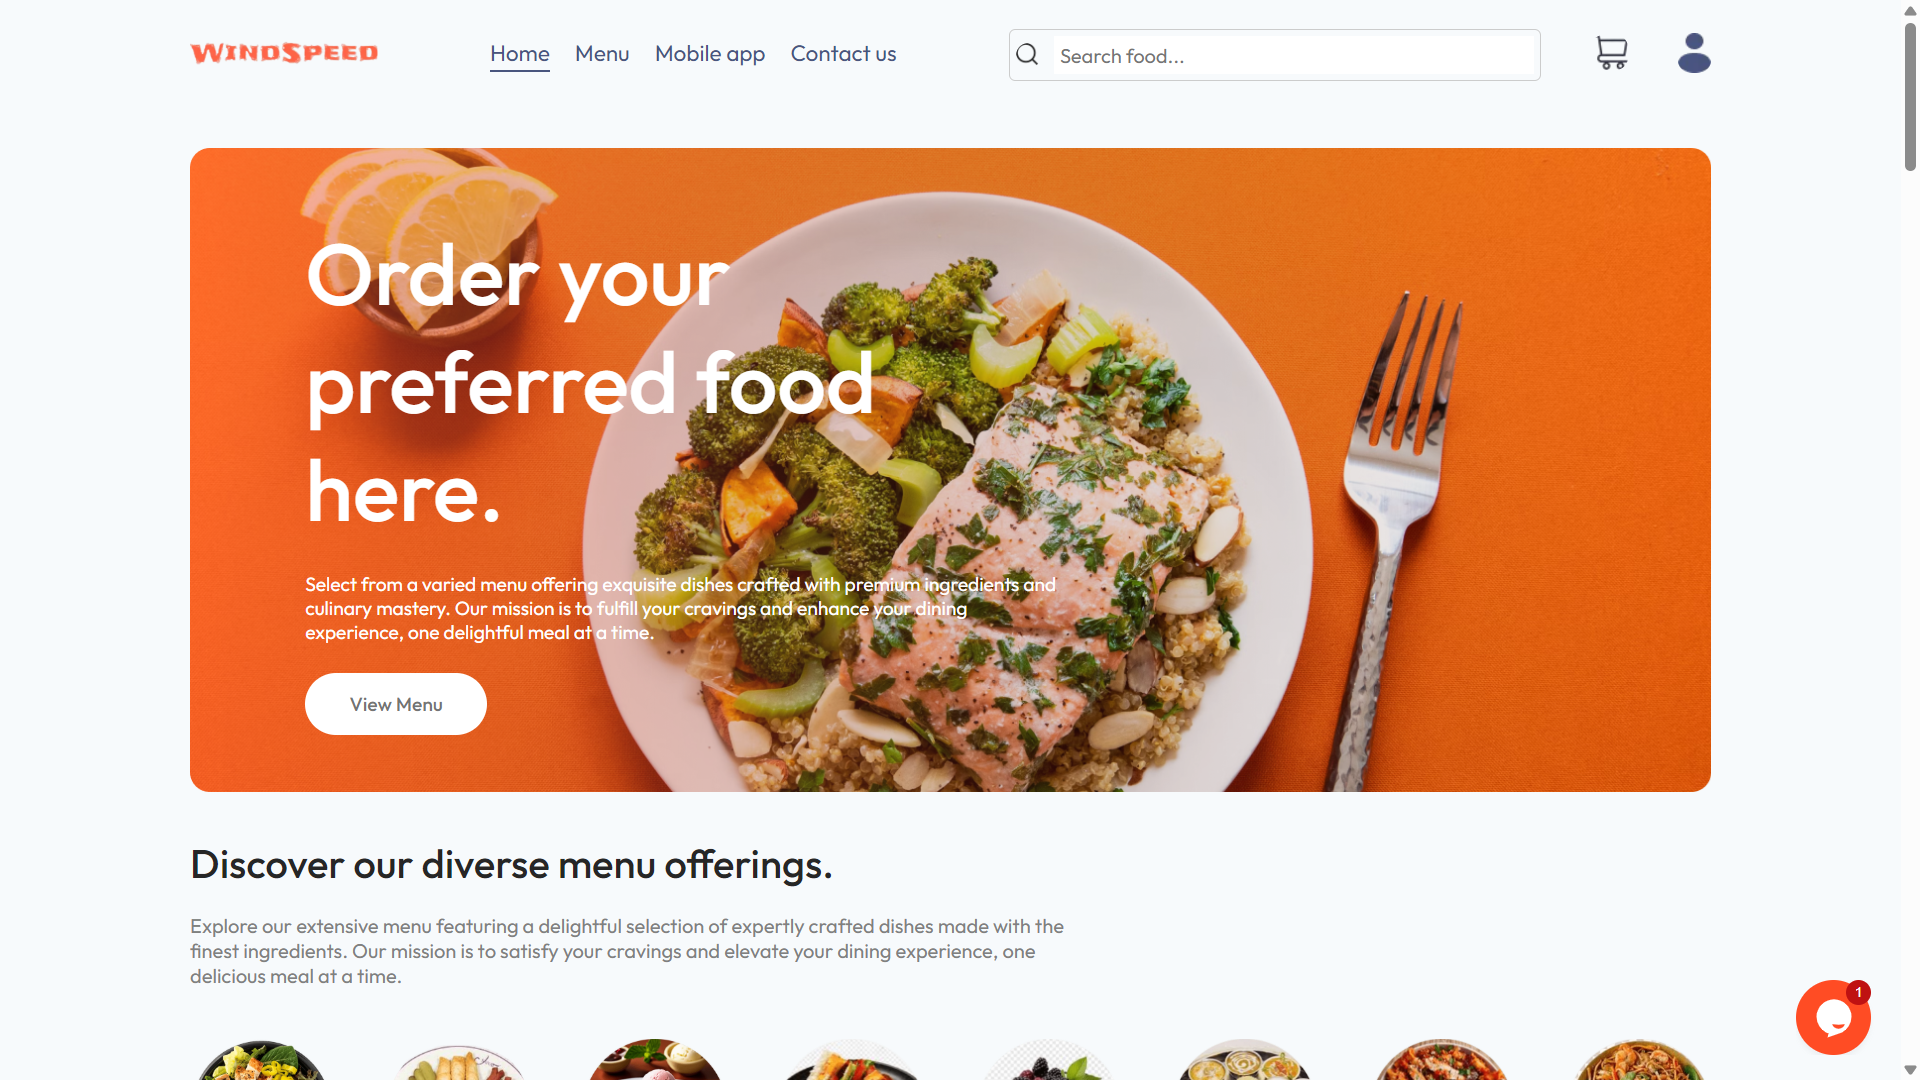 WINDSPEED
Home
Menu
Mobile app
Contact us
Search food...
Order your
preferred food
here.
Select from a varied menu offering exquisite dishes crafted with premium ingredients and
culinary mastery. Our mission is to fulfill your cravings and enhance your dining
experience, one delightful meal at a time.
View Menu
Discover our diverse menu offerings.
Explore our extensive menu featuring a delightful selection of expertly crafted dishes made with the
finest ingredients. Our mission is to satisfy your cravings and elevate your dining experience, one
delicious meal at a time.
1